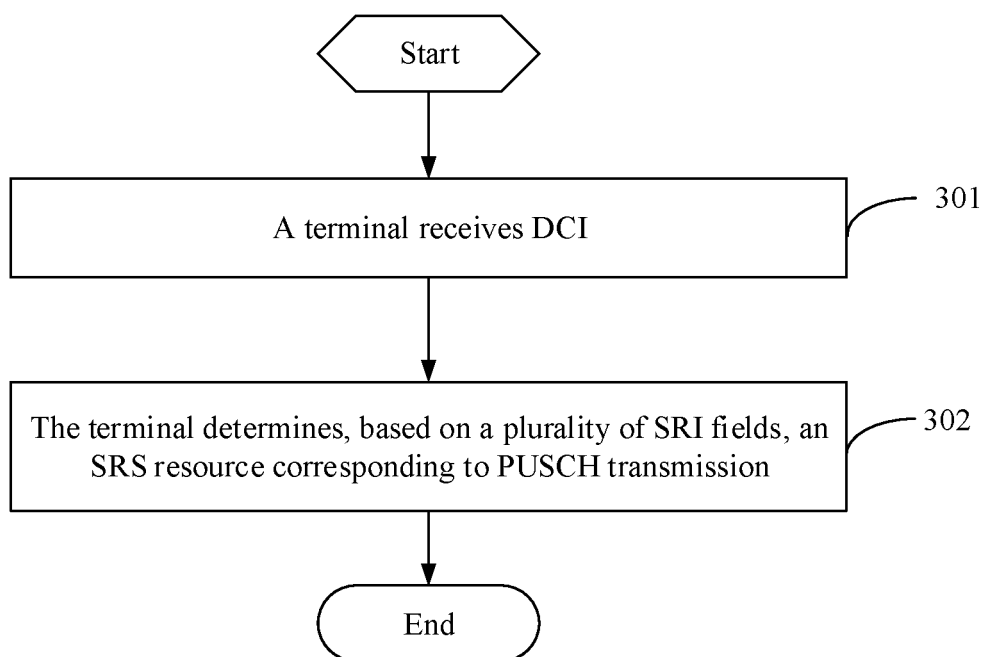 Start
A terminal receives DCI
301
The terminal determines, based on a plurality of SRI fields, an
SRS resource corresponding to PUSCH transmission
302
End